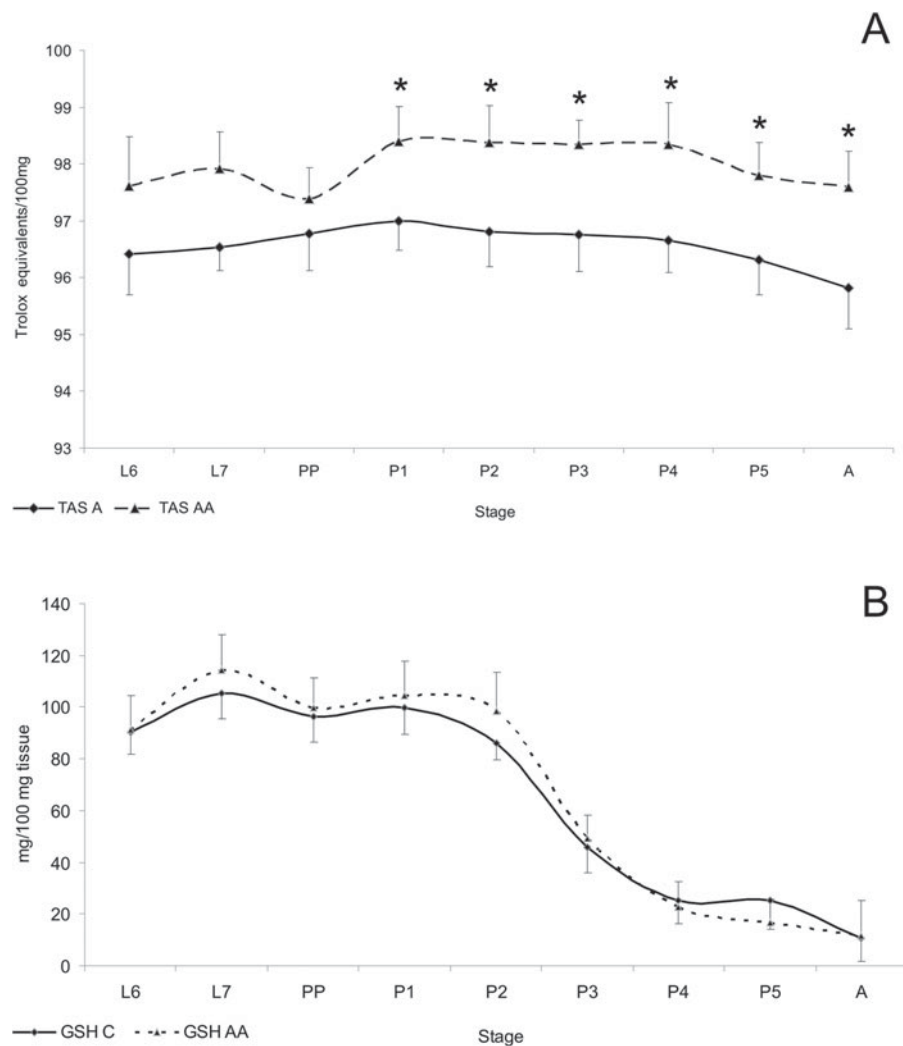 A
Trolox equivalents/100mg
100
99
98
97
96
95
94
93
* * * * * *
L6 L7 PP P1 P2 P3 P4 P5 A
TAS A TAS AA
Stage
B
mg/100 mg tissue
140
120
100
80
60
40
20
0
L6 L7 PP P1 P2 P3 P4 P5 A
GSH C GSH AA
Stage